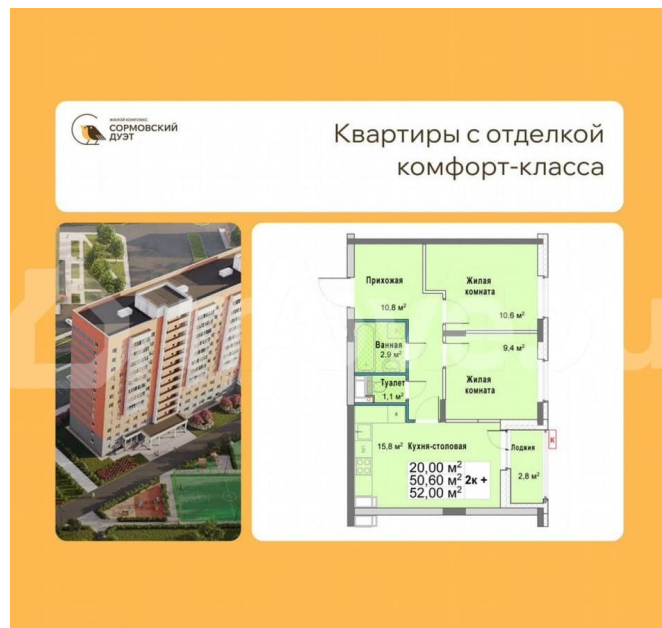 ЖИЛОЙ КОМПЛЕКС
СОРМОВСКИЙ
ДУЭТ
Квартиры с отделкой
комфорт-класса
Прихожая
10.8 м²
Жилая
комната
10.6 м²
Ванная
2.9 м²
9.4 м²
Туалет
1.1 м²
Жилая
комната
К
15,8 м²
Кухня-столовая
Лоджия
2.8 м²
20,00 м²
50,60 м² 2к +
52,00 м²